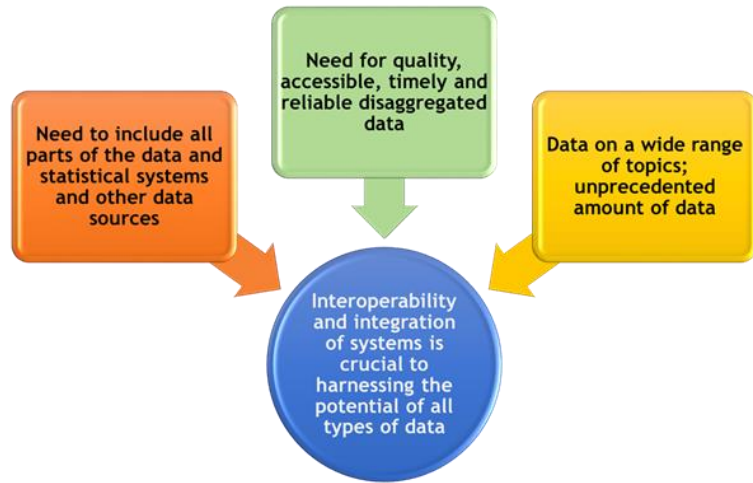 Need to include all
parts of the data and
statistical systems
and other data
sources
Need for quality,
accessible, timely and
reliable disaggregated
data
Data on a wide range
of topics;
unprecedented
amount of data
Interoperability
and integration
of systems is
crucial to
harnessing the
potential of all
types of data